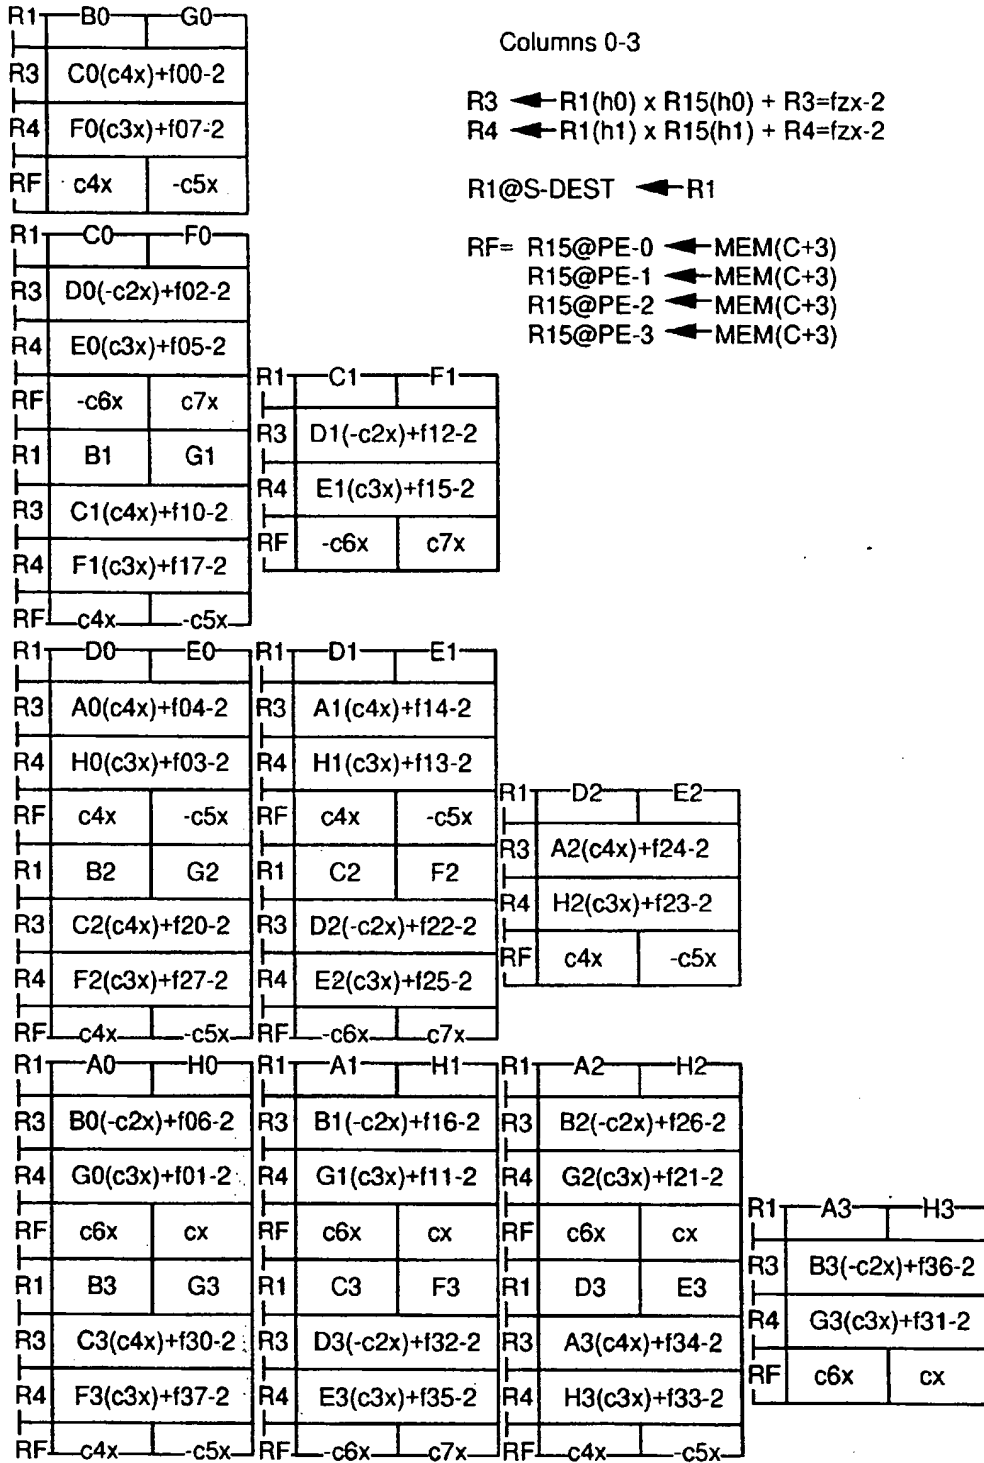 Columns 0-3
R3 ← R1(h0) x R15(h0) + R3=fzx-2
R4 ← R1(h1) x R15(h1) + R4=fzx-2
R1@S-DEST ← R1
RF= R15@PE-0 ← MEM(C+3)
R15@PE-1 ← MEM(C+3)
R15@PE-2 ← MEM(C+3)
R15@PE-3 ← MEM(C+3)
R1 B0 G0
R3 C0(c4x)+f00-2
R4 F0(c3x)+f07-2
RF c4x -c5x
R1 C0 F0
R3 D0(-c2x)+f02-2
R4 E0(c3x)+f05-2
RF -c6x c7x
R1 B1 G1
R3 C1(c4x)+f10-2
R4 F1(c3x)+f17-2
RF c4x -c5x
R1 C1 F1
R3 D1(-c2x)+f12-2
R4 E1(c3x)+f15-2
RF -c6x c7x
R1 D0 E0
R3 A0(c4x)+f04-2
R4 H0(c3x)+f03-2
RF c4x -c5x
R1 B2 G2
R3 C2(c4x)+f20-2
R4 F2(c3x)+f27-2
RF c4x -c5x
R1 D1 E1
R3 A1(c4x)+f14-2
R4 H1(c3x)+f13-2
RF c4x -c5x
R1 C2 F2
R3 D2(-c2x)+f22-2
R4 E2(c3x)+f25-2
RF -c6x c7x
R1 D2 E2
R3 A2(c4x)+f24-2
R4 H2(c3x)+f23-2
RF c4x -c5x
R1 A0 H0
R3 B0(-c2x)+f06-2
R4 G0(c3x)+f01-2
RF c6x cx
R1 B3 G3
R3 C3(c4x)+f30-2
R4 F3(c3x)+f37-2
RF c4x -c5x
R1 A1 H1
R3 B1(-c2x)+f16-2
R4 G1(c3x)+f11-2
RF c6x cx
R1 C3 F3
R3 D3(-c2x)+f32-2
R4 E3(c3x)+f35-2
RF -c6x c7x
R1 A2 H2
R3 B2(-c2x)+f26-2
R4 G2(c3x)+f21-2
RF c6x cx
R1 D3 E3
R3 A3(c4x)+f34-2
R4 H3(c3x)+f33-2
RF c4x -c5x
R1 A3 H3
R3 B3(-c2x)+f36-2
R4 G3(c3x)+f31-2
RF c6x cx